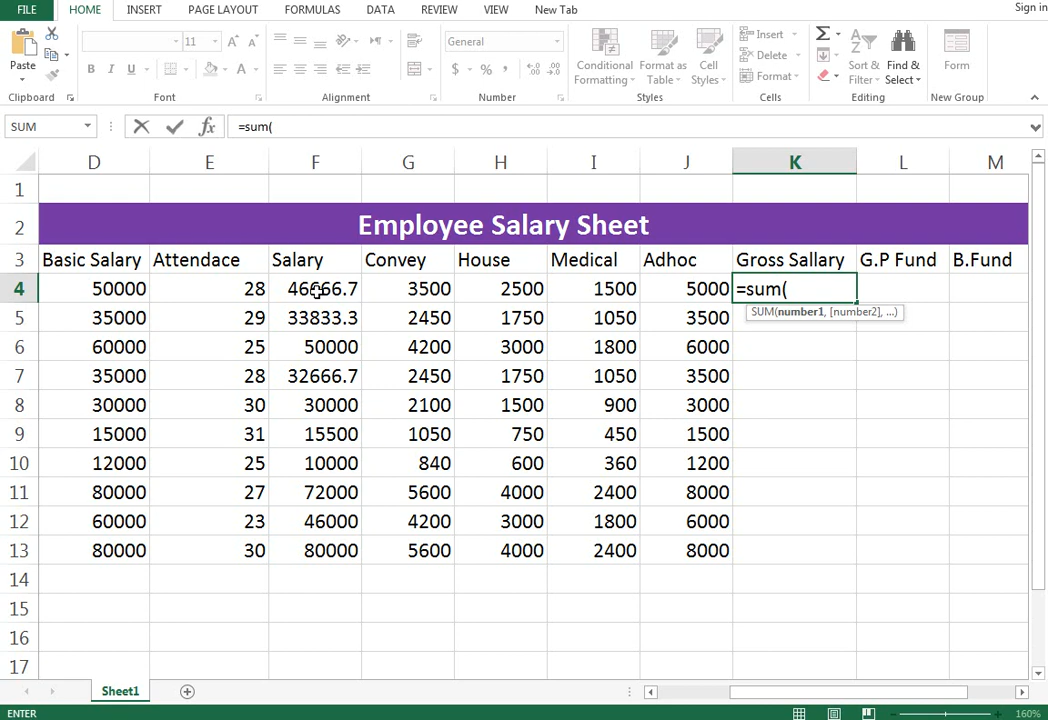 FILE HOME INSERT PAGE LAYOUT FORMULAS DATA REVIEW VIEW New Tab Sign in
11 General Insert
Paste Conditional Format as Cell Delete Sort & Find & Form
B I U A $ % , Formatting Table Styles Format Filter Select
Clipboard Font Alignment Number Styles Cells Editing New Group
SUM fx =sum(
D E F G H I J K L M
1
2 Employee Salary Sheet
3 Basic Salary Attendace Salary Convey House Medical Adhoc Gross Sallary G.P Fund B.Fund
4 50000 28 46666.7 3500 2500 1500 5000 =sum(
SUM(number1, [number2], ...)
5 35000 29 33833.3 2450 1750 1050 3500
6 60000 25 50000 4200 3000 1800 6000
7 35000 28 32666.7 2450 1750 1050 3500
8 30000 30 30000 2100 1500 900 3000
9 15000 31 15500 1050 750 450 1500
10 12000 25 10000 840 600 360 1200
11 80000 27 72000 5600 4000 2400 8000
12 60000 23 46000 4200 3000 1800 6000
13 80000 30 80000 5600 4000 2400 8000
14
15
16
17
Sheet1
ENTER 160%